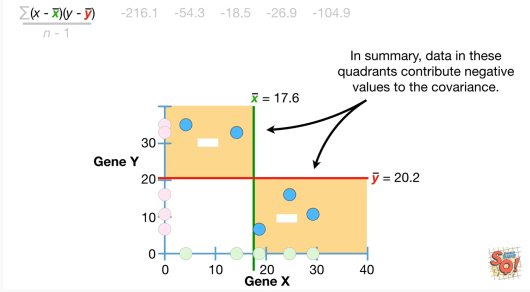 ∑(x - x̄)(y - ȳ) -216.1 -54.3 -18.5 -26.9 -104.9
n - 1
In summary, data in these
quadrants contribute negative
values to the covariance.
x̄ = 17.6
Gene Y
30
20
10
0
ȳ = 20.2
0 10 20 30 40
Gene X
SQ!